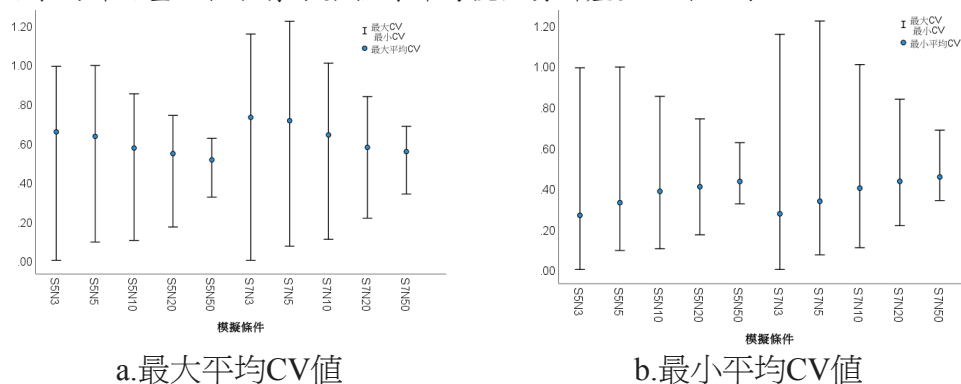 1.20
1.00
.80
.60
.40
.20
.00
最大CV
最小CV
最大平均CV
S5N3
S5N5
S5N10
S5N20
S5N50
S7N3
S7N5
S7N10
S7N20
S7N50
模擬條件
a.最大平均CV値
1.20
1.00
.80
.60
.40
.20
.00
最大CV
最小CV
最小平均CV
S5N3
S5N5
S5N10
S5N20
S5N50
S7N3
S7N5
S7N10
S7N20
S7N50
模擬條件
b.最小平均CV値